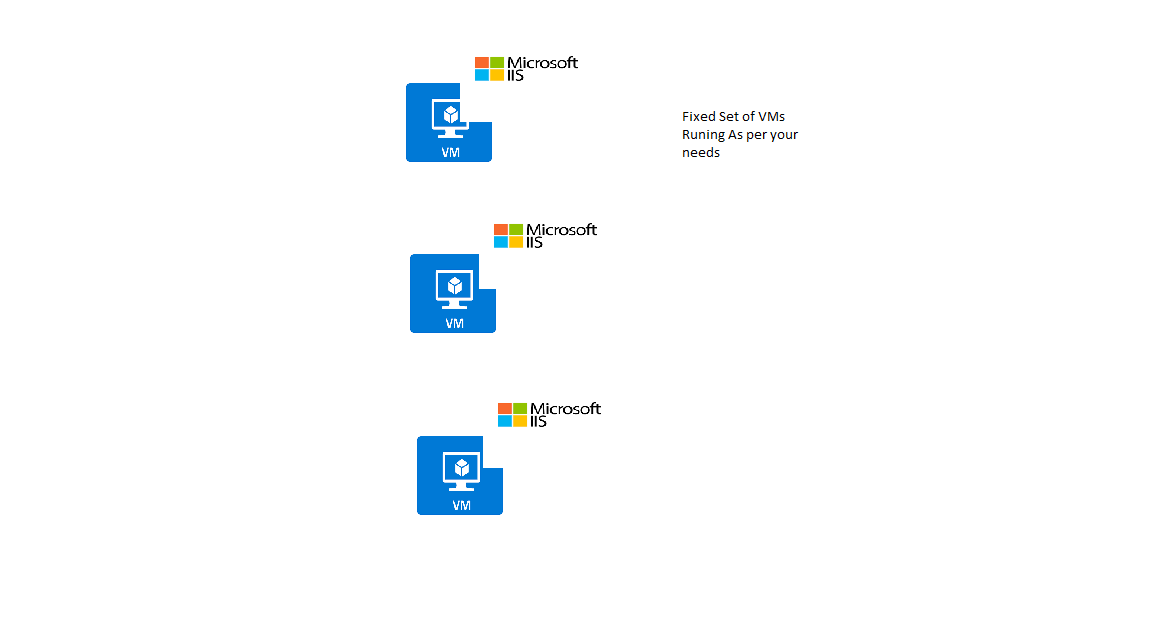 Microsoft
IIS
VM
Fixed Set of VMs
Runing As per your
needs
Microsoft
IIS
VM
Microsoft
IIS
VM